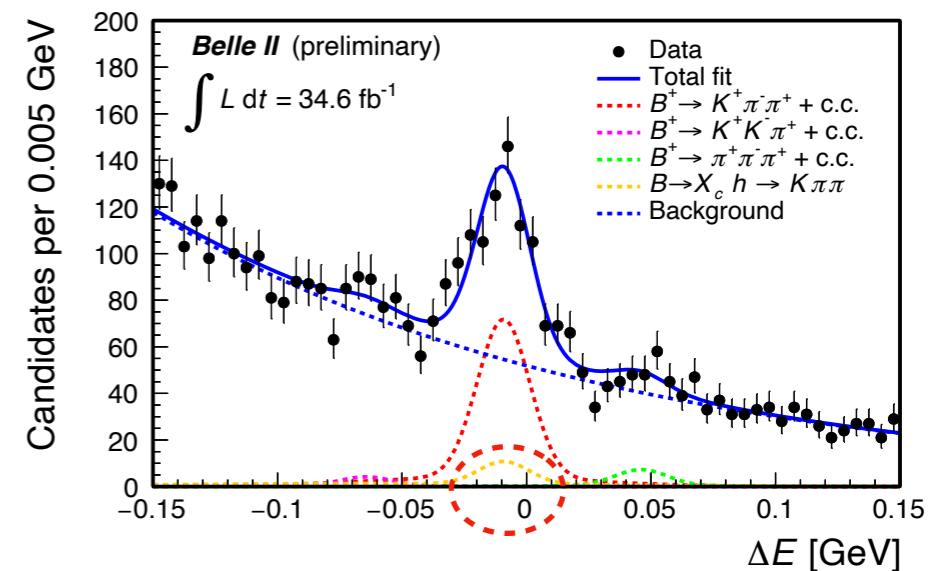 Candidates per 0.005 GeV
200
180
160
140
120
100
80
60
40
20
0
Belle II (preliminary)
∫ L dt = 34.6 fb⁻¹
Data
Total fit
B⁺→ K⁺π⁻π⁺ + c.c.
B⁺→ K⁺K⁻π⁺ + c.c.
B⁺→ π⁺π⁻π⁺ + c.c.
B→X_c h → Kππ
Background
−0.15 −0.1 −0.05 0 0.05 0.1 0.15
ΔE [GeV]